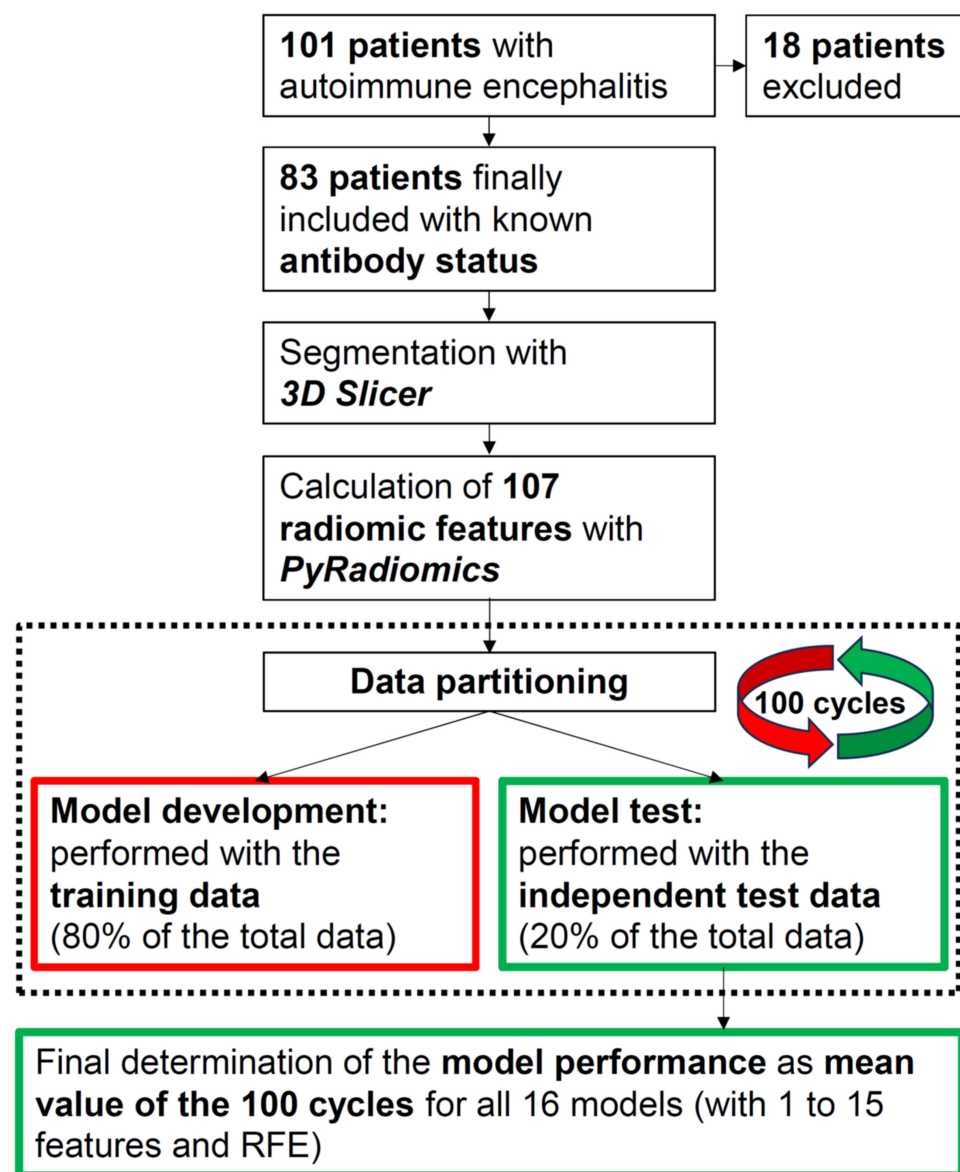 101 patients with
autoimmune encephalitis
18 patients
excluded
83 patients finally
included with known
antibody status
Segmentation with
3D Slicer
Calculation of 107
radiomic features with
PyRadiomics
Data partitioning
100 cycles
Model development:
performed with the
training data
(80% of the total data)
Model test:
performed with the
independent test data
(20% of the total data)
Final determination of the model performance as mean
value of the 100 cycles for all 16 models (with 1 to 15
features and RFE)